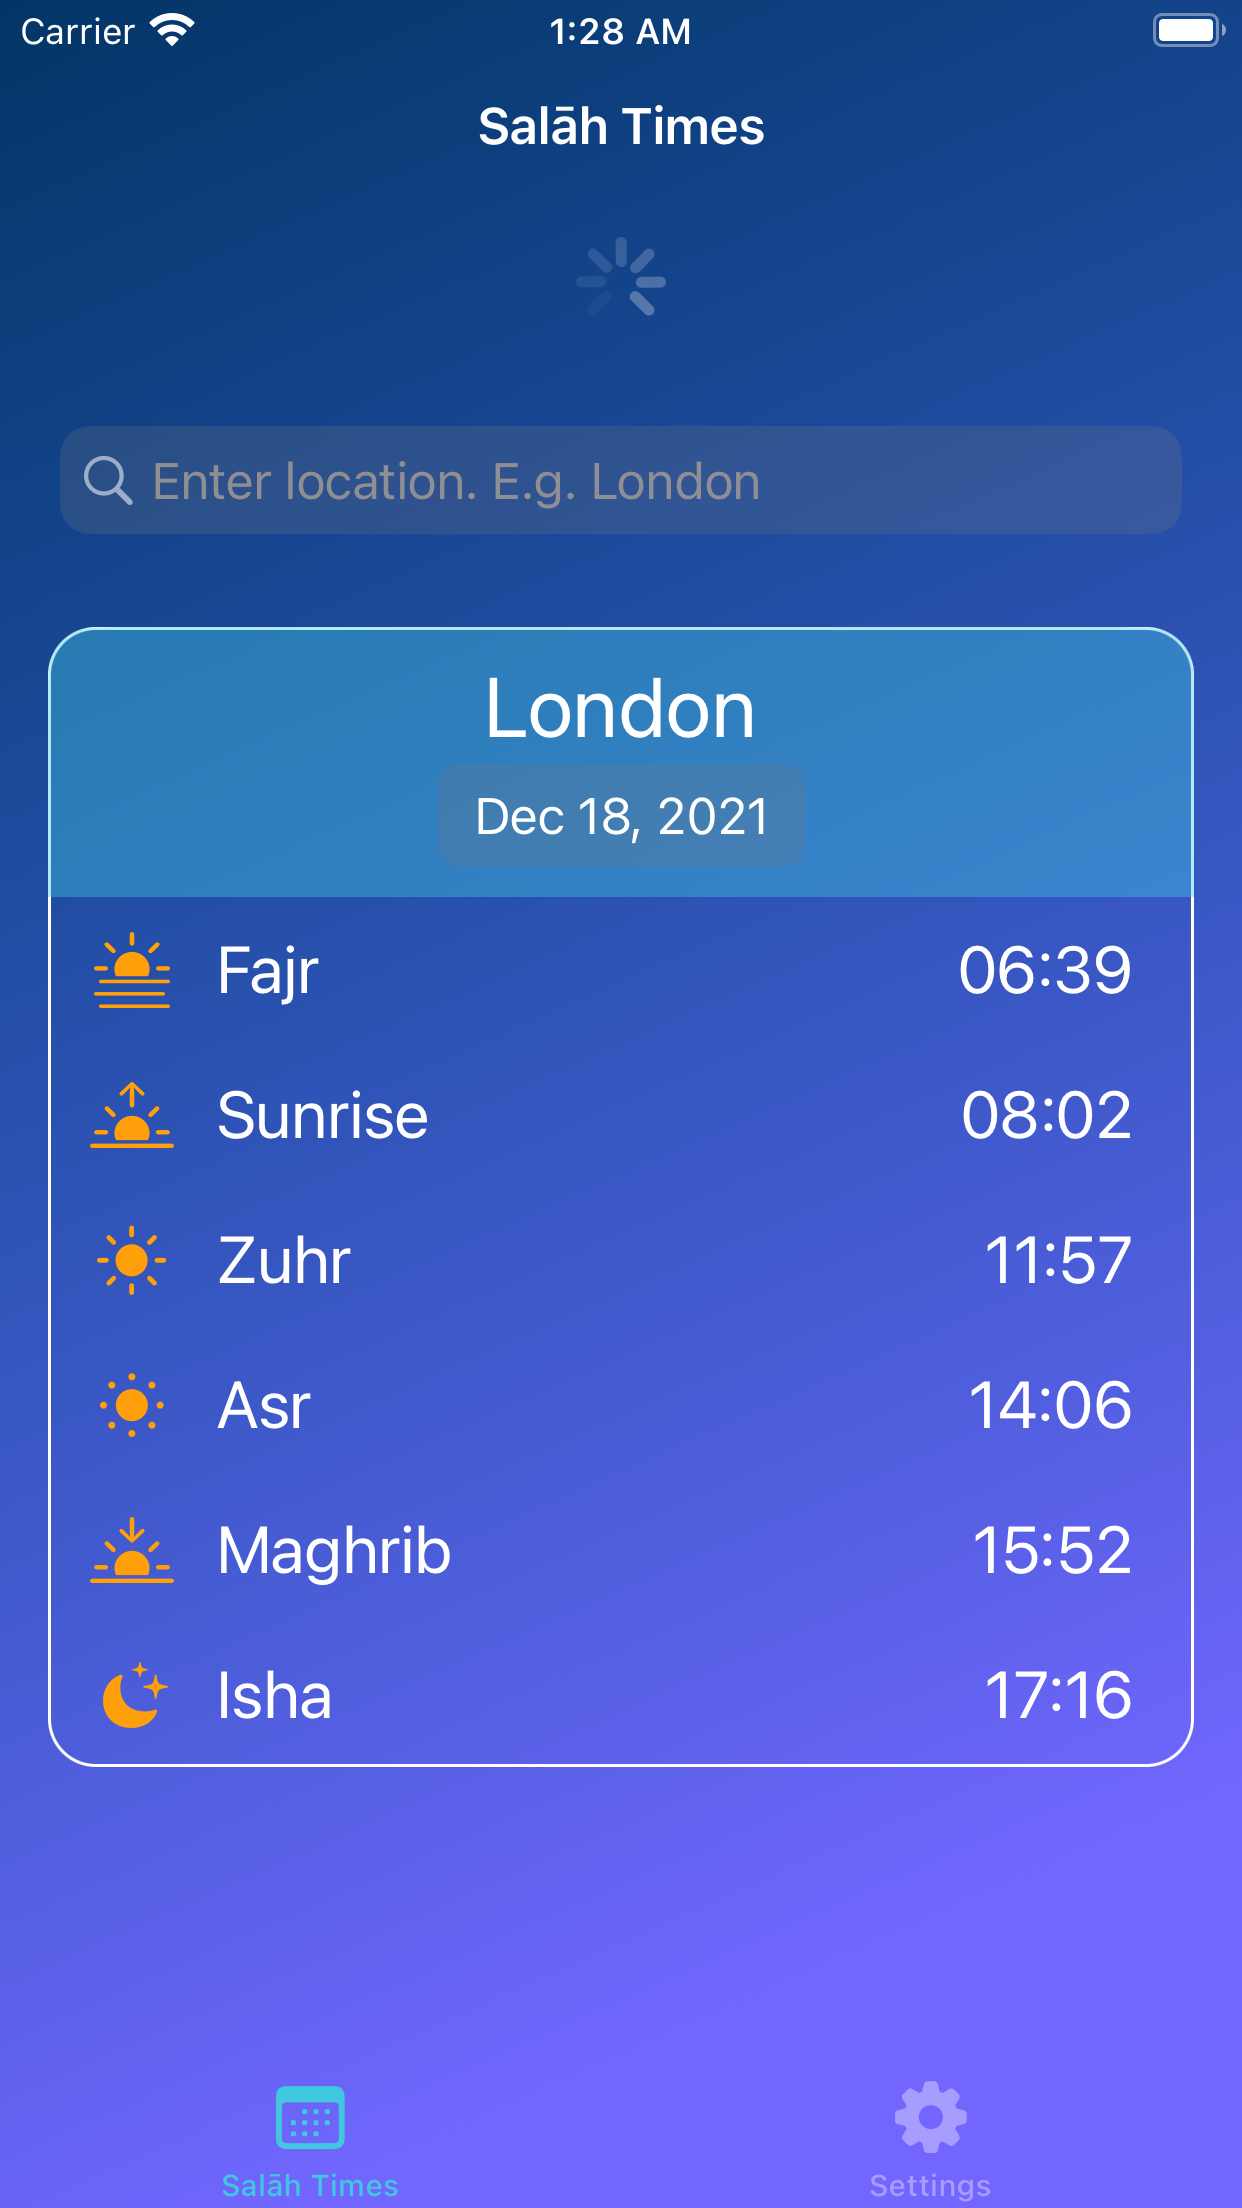 Carrier 1:28 AM
Salāh Times
Enter location. E.g. London
London
Dec 18, 2021
Fajr 06:39
Sunrise 08:02
Zuhr 11:57
Asr 14:06
Maghrib 15:52
Isha 17:16
Salāh Times Settings